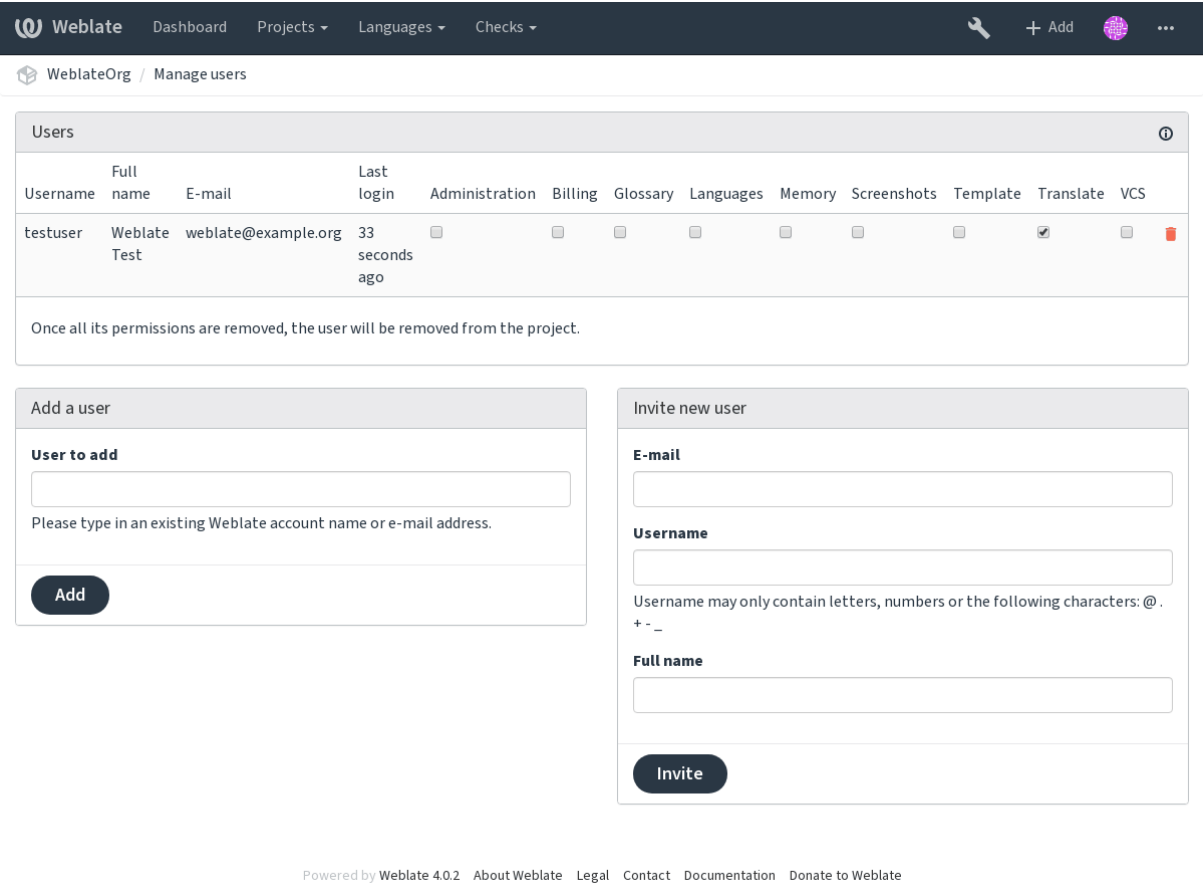 Weblate Dashboard Projects Languages Checks + Add ...
WeblateOrg / Manage users
Users
Username Full name E-mail Last login Administration Billing Glossary Languages Memory Screenshots Template Translate VCS
testuser Weblate Test weblate@example.org 33 seconds ago
Once all its permissions are removed, the user will be removed from the project.
Add a user
User to add
Please type in an existing Weblate account name or e-mail address.
Add
Invite new user
E-mail
Username
Username may only contain letters, numbers or the following characters: @ .
+ - _
Full name
Invite
Powered by Weblate 4.0.2 About Weblate Legal Contact Documentation Donate to Weblate